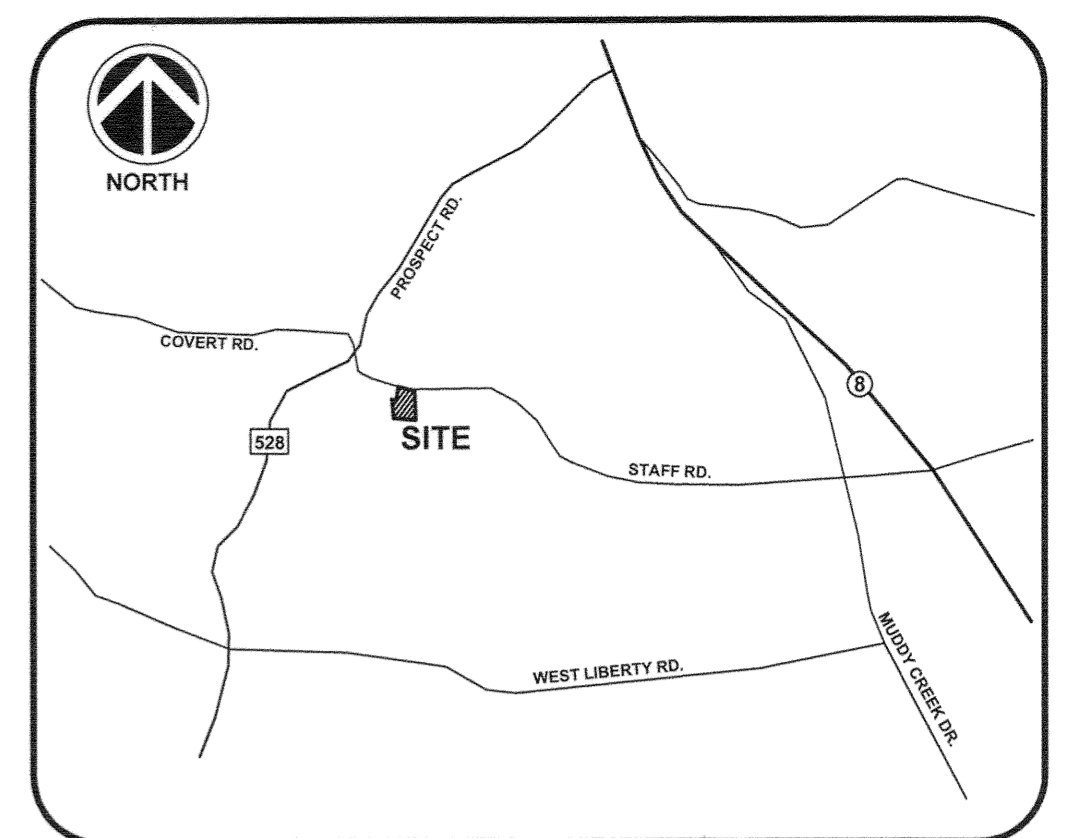 NORTH
PROSPECT RD.
COVERT RD.
8
528
SITE
STAFF RD.
WEST LIBERTY RD.
MUDDY CREEK DR.